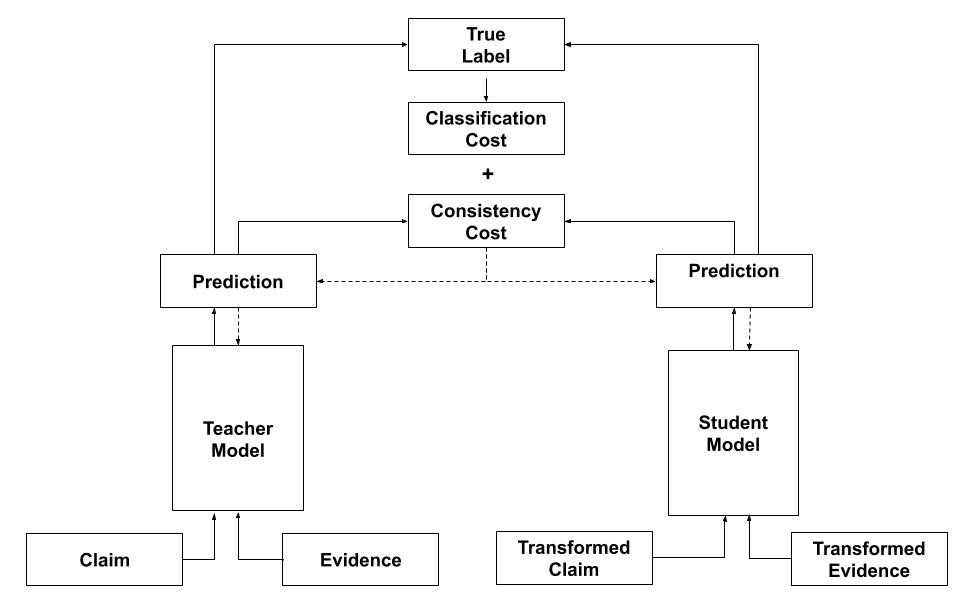 True
Label
Classification
Cost
+
Consistency
Cost
Prediction
Prediction
Teacher
Model
Student
Model
Claim
Evidence
Transformed
Claim
Transformed
Evidence